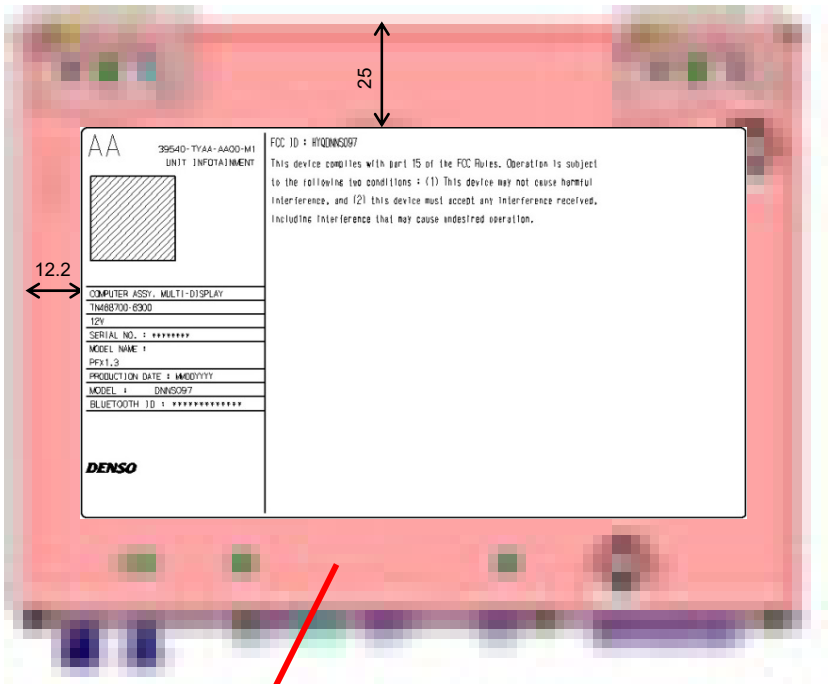 25
12.2
AA
39540-TYAA-AA00-M1
UNIT INFOTAINMENT
COMPUTER ASSY, MULTI-DISPLAY
TN468700-6300
12V
SERIAL NO. : ********
MODEL NAME :
PFX1.3
PRODUCTION DATE : MMDDYYYY
MODEL : DNNS097
BLUETOOTH ID : *************
DENSO
FCC ID : HYQDNNS097
This device complies with part 15 of the FCC Rules. Operation is subject
to the following two conditions : (1) This device may not cause harmful
interference, and (2) this device must accept any interference received,
including interference that may cause undesired operation.